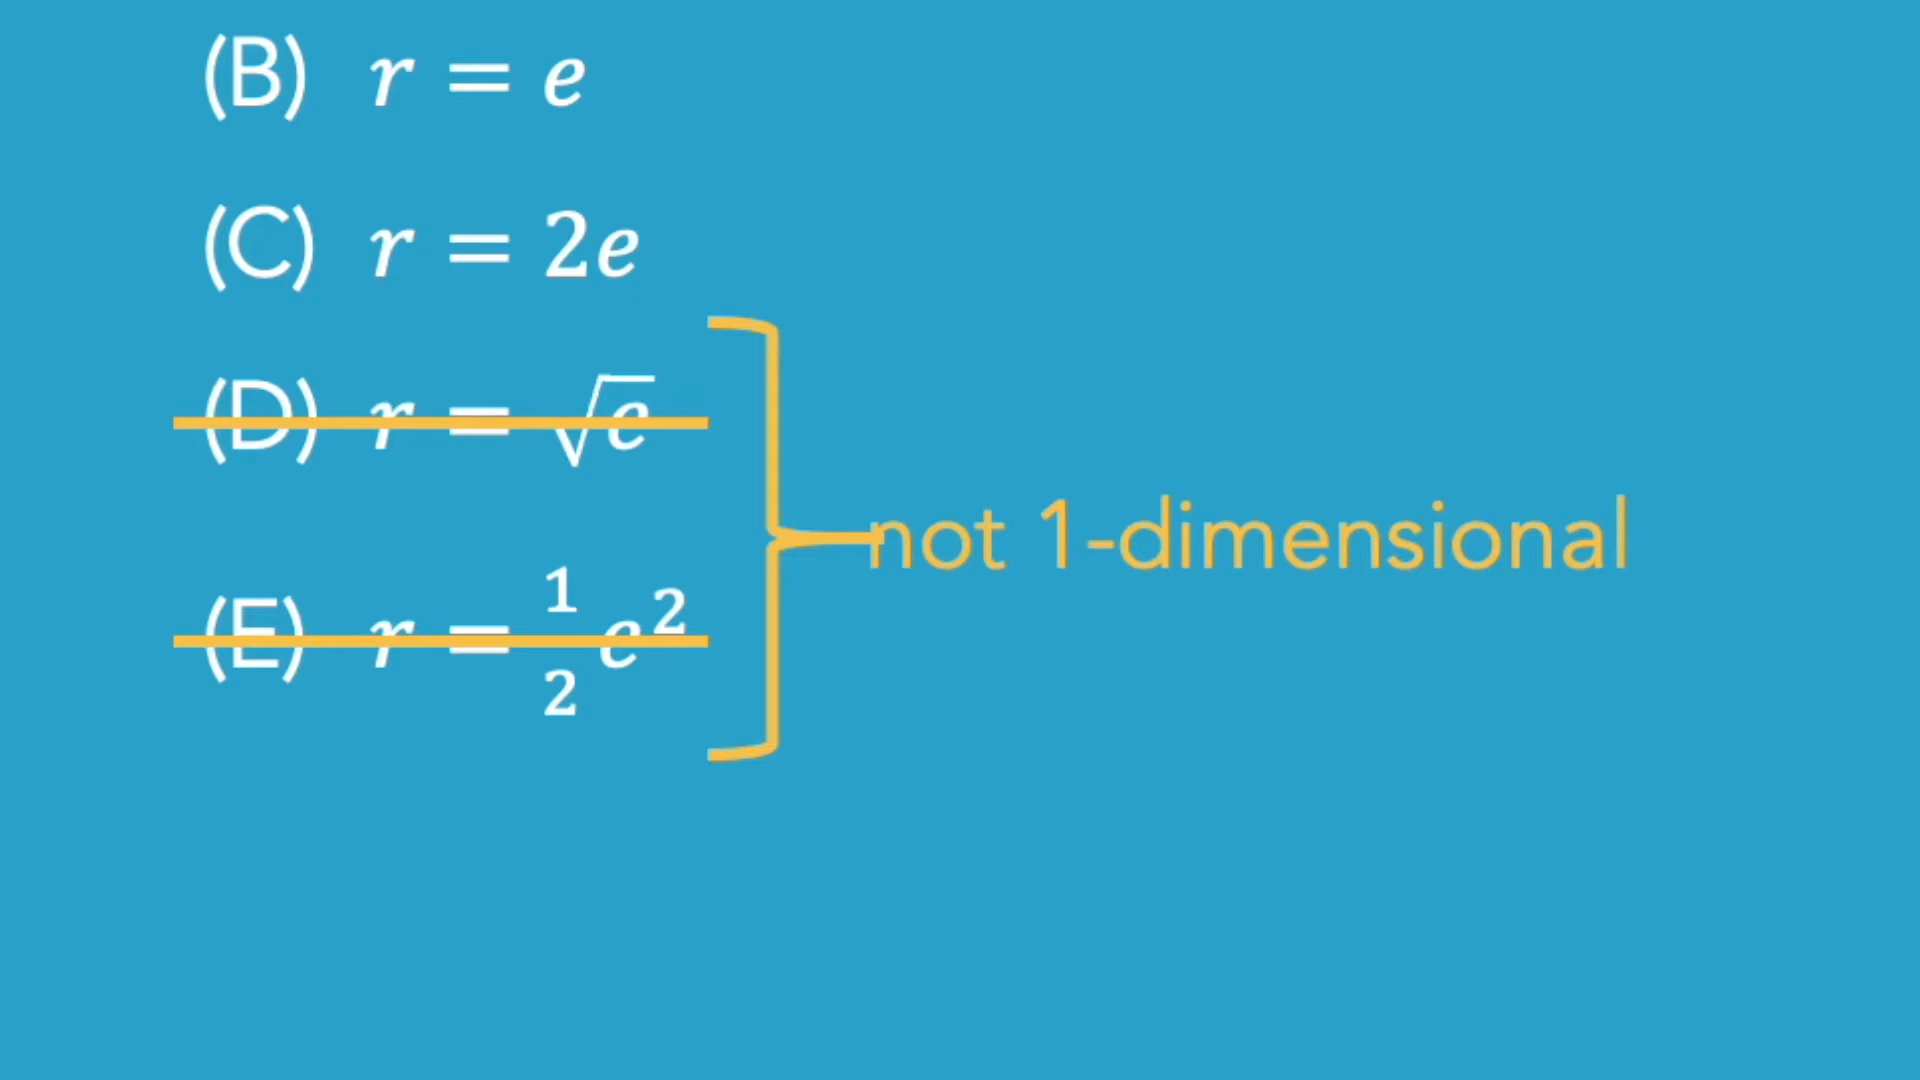 (B) r = e
(C) r = 2e
(D) r = √e
not 1-dimensional
(E) r = 1/2 e²